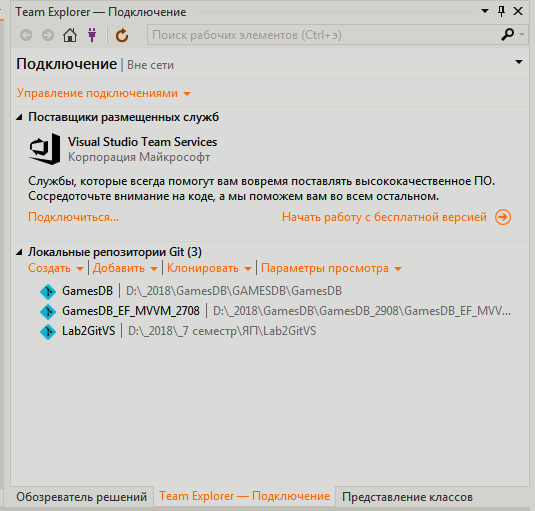 Team Explorer — Подключение
Поиск рабочих элементов (Ctrl+э)
Подключение | Вне сети
Управление подключениями
Поставщики размещенных служб
Visual Studio Team Services
Корпорация Майкрософт
Службы, которые всегда помогут вам вовремя поставлять высококачественное ПО.
Сосредоточьте внимание на коде, а мы поможем вам во всем остальном.
Подключиться... Начать работу с бесплатной версией
Локальные репозитории Git (3)
Создать | Добавить | Клонировать | Параметры просмотра
GamesDB | D:\_2018\GamesDB\GAMESDB\GamesDB
GamesDB_EF_MVVM_2708 | D:\_2018\GamesDB\GamesDB_2908\GamesDB_EF_MVV...
Lab2GitVS | D:\_2018\_7 семестр\ЯП\Lab2GitVS
Обозреватель решений Team Explorer — Подключение Представление классов